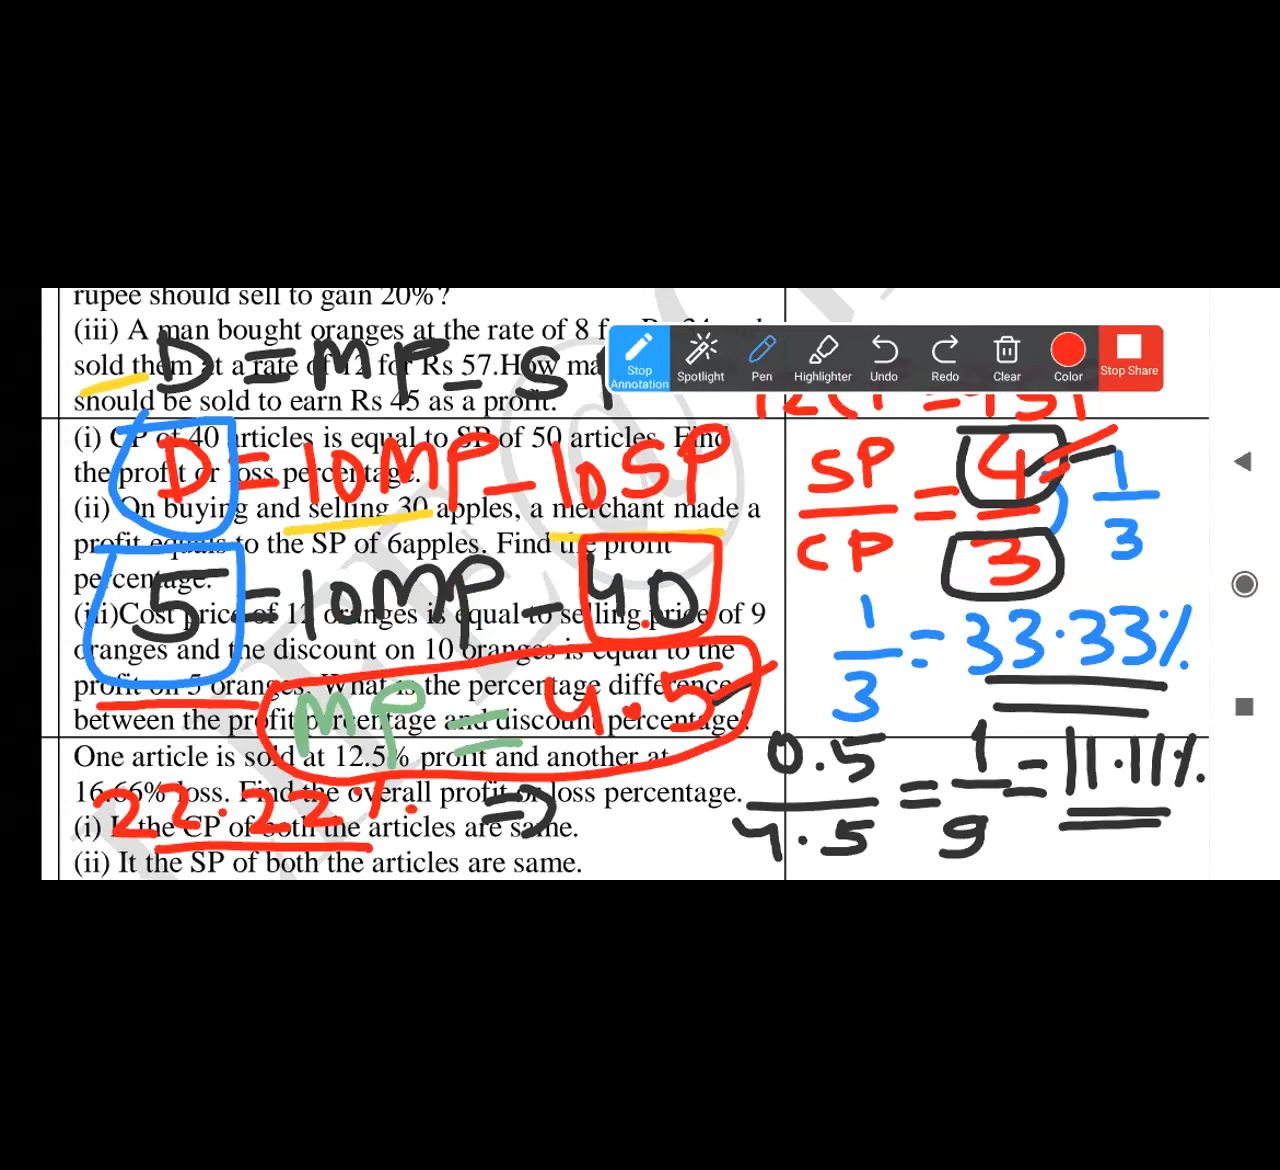 rupee should sell to gain 20%?
(iii) A man bought oranges at the rate of 8 f
sold them at a rate of 12 for Rs 57.How ma
should be sold to earn Rs 45 as a profit.
D = MP - S
Stop Annotation
Spotlight
Pen
Highlighter
Undo
Redo
Clear
Color
Stop Share
(i) CP of 40 articles is equal to SP of 50 articles. Find
the profit or loss percentage.
D = 10MP - 10SP
(ii) On buying and selling 30 apples, a merchant made a
profit equals to the SP of 6apples. Find the profit
percentage.
5 = 10MP - 40
(iii)Cost price of 12 oranges is equal to selling price of 9
oranges and the discount on 10 oranges is equal to the
profit on 5 oranges. What is the percentage difference
between the profit percentage and discount percentage?
MP = 4.5
SP/CP = 4/3
1/3
1/3 = 33.33%
0.5/4.5 = 1/9 = 11.11%
One article is sold at 12.5% profit and another at
16.66% loss. Find the overall profit or loss percentage.
22.22% =>
(i) It the CP of both the articles are same.
(ii) It the SP of both the articles are same.